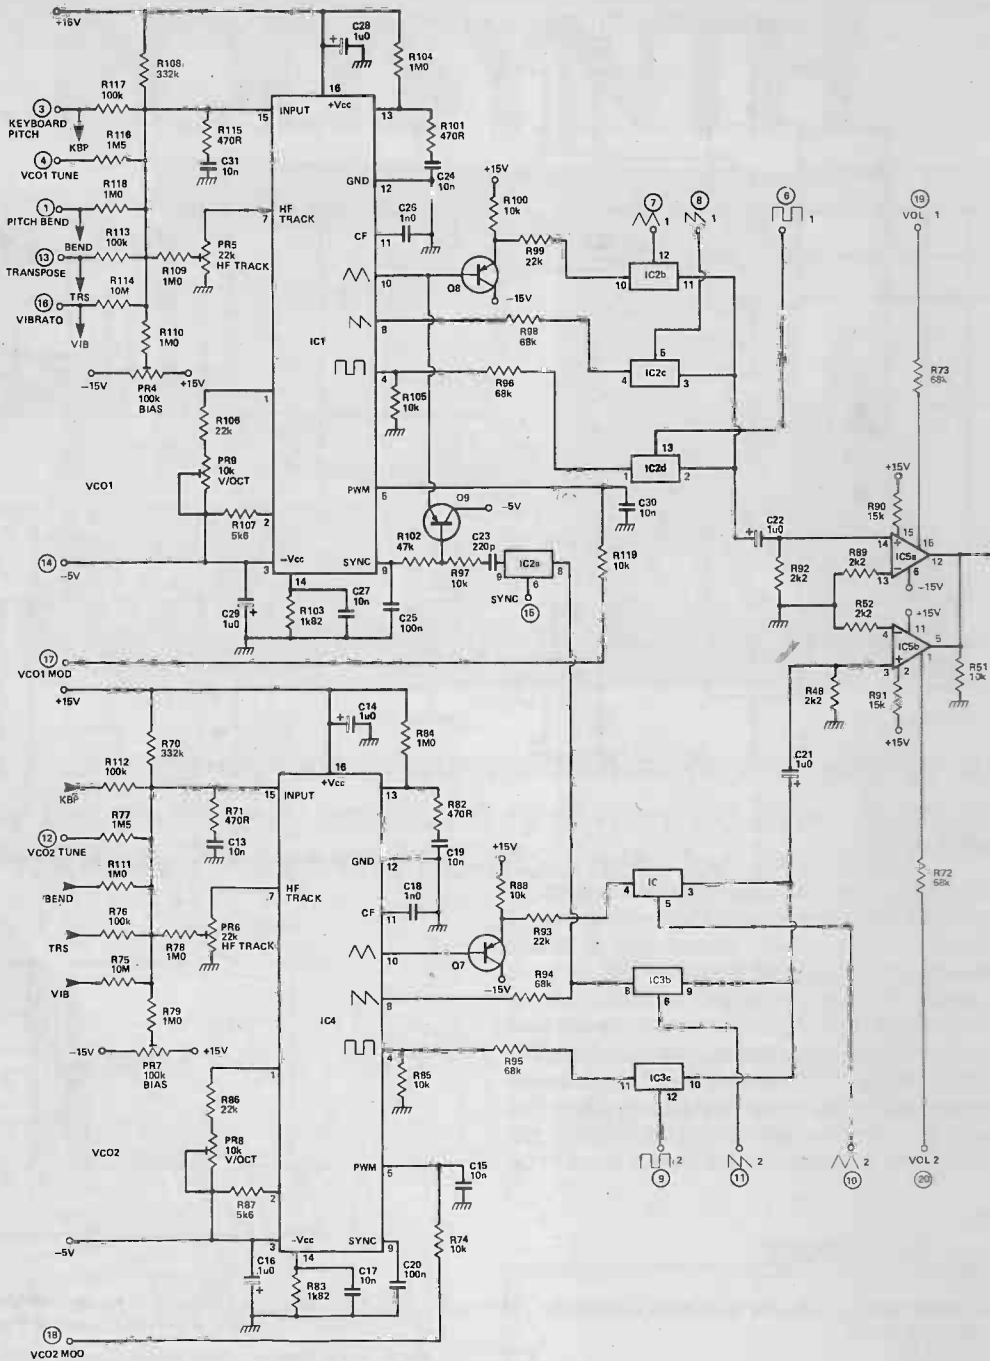 +15V
C28
1u0
R104
1M0
R108
332k
R117
100k
16
+Vcc
3
KEYBOARD
PITCH
KBP
15
INPUT
13
R101
470R
R115
470R
R116
1M5
4
VCO1 TUNE
C31
10n
C24
10n
GND
12
+15V
R118
1M0
1
PITCH BEND
BEND
HF
TRACK
7
C26
1n0
CF
11
R100
10k
7
1
8
1
6
1
19
VOL 1
R113
100k
13
TRANSPOSE
TRS
R109
1M0
PR5
22k
HF TRACK
R99
22k
12
IC2b
10
11
R114
10M
16
VIBRATO
VIB
10
Q8
-15V
R110
1M0
8
R98
68k
5
IC2c
4
3
IC1
-15V
+15V
PR4
100k
BIAS
4
R96
68k
R105
10k
R73
68k
1
R106
22k
13
IC2d
1
2
PR9
10k
V/OCT
VCO1
PWM
5
Q9
-5V
C30
10n
+15V
R90
15k
C22
1u0
15
16
14
IC5a
12
R107
5k6
2
R102
47k
C23
220p
R119
10k
R92
2k2
R89
2k2
13
6
-15V
14
-5V
3
-Vcc
14
SYNC
9
R97
10k
9
IC2a
8
6
SYNC
15
R52
2k2
+15V
11
4
IC5b
5
C29
1u0
R103
1k82
C27
10n
C25
100n
17
VCO1 MOD
3
2
1
R51
10k
R48
2k2
R91
15k
+15V
+15V
C14
1u0
R84
1M0
R70
332k
R112
100k
16
+Vcc
C21
1u0
KBP
15
INPUT
13
R82
470R
R71
470R
R77
1M5
12
VCO2 TUNE
C13
10n
C19
10n
GND
12
+15V
R111
1M0
BEND
HF
TRACK
7
C18
1n0
CF
11
R88
10k
IC
4
3
5
R72
68k
R76
100k
TRS
R78
1M0
PR6
22k
HF TRACK
R93
22k
R75
10M
VIB
10
Q7
-15V
R94
68k
IC3b
8
9
6
R79
1M0
8
IC4
-15V
+15V
PR7
100k
BIAS
4
R95
68k
R85
10k
IC3c
11
10
12
1
R86
22k
PR8
10k
V/OCT
VCO2
2
9
2
11
2
10
VOL 2
20
PWM
5
C15
10n
R87
5k6
2
R74
10k
-5V
3
-Vcc
14
SYNC
9
C16
1u0
R83
1k82
C17
10n
C20
100n
18
VCO2 MOD